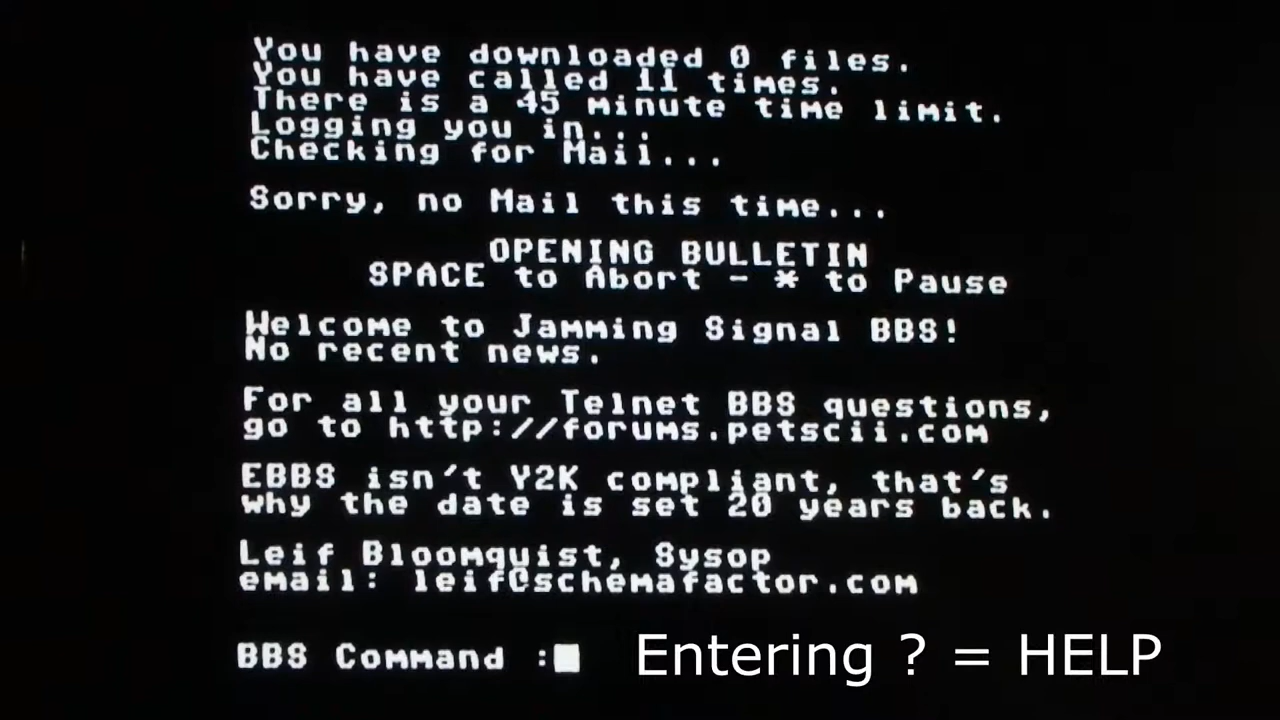 You have downloaded 0 files.
You have called 11 times.
There is a 45 minute time limit.
Logging you in...
Checking for Mail...
Sorry, no Mail this time...
OPENING BULLETIN
SPACE to Abort - * to Pause
Welcome to Jamming Signal BBS!
No recent news.
For all your Telnet BBS questions,
go to http://forums.petscii.com
EBBS isn't Y2K compliant, that's
why the date is set 20 years back.
Leif Bloomquist, Sysop
email: leif@schemafactor.com
BBS Command :
Entering ? = HELP